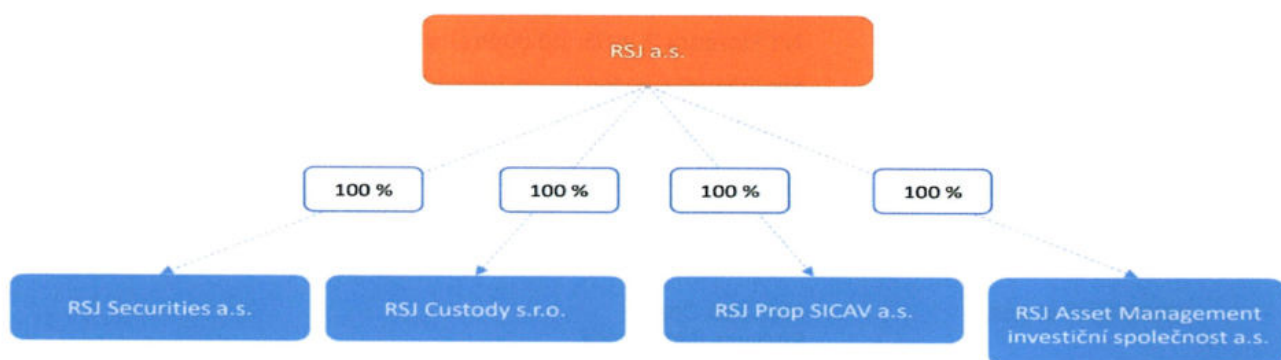 RSJ a.s.
100 %
100 %
100 %
100 %
RSJ Securities a.s.
RSJ Custody s.r.o.
RSJ Prop SICAV a.s.
RSJ Asset Management
investiční společnost a.s.